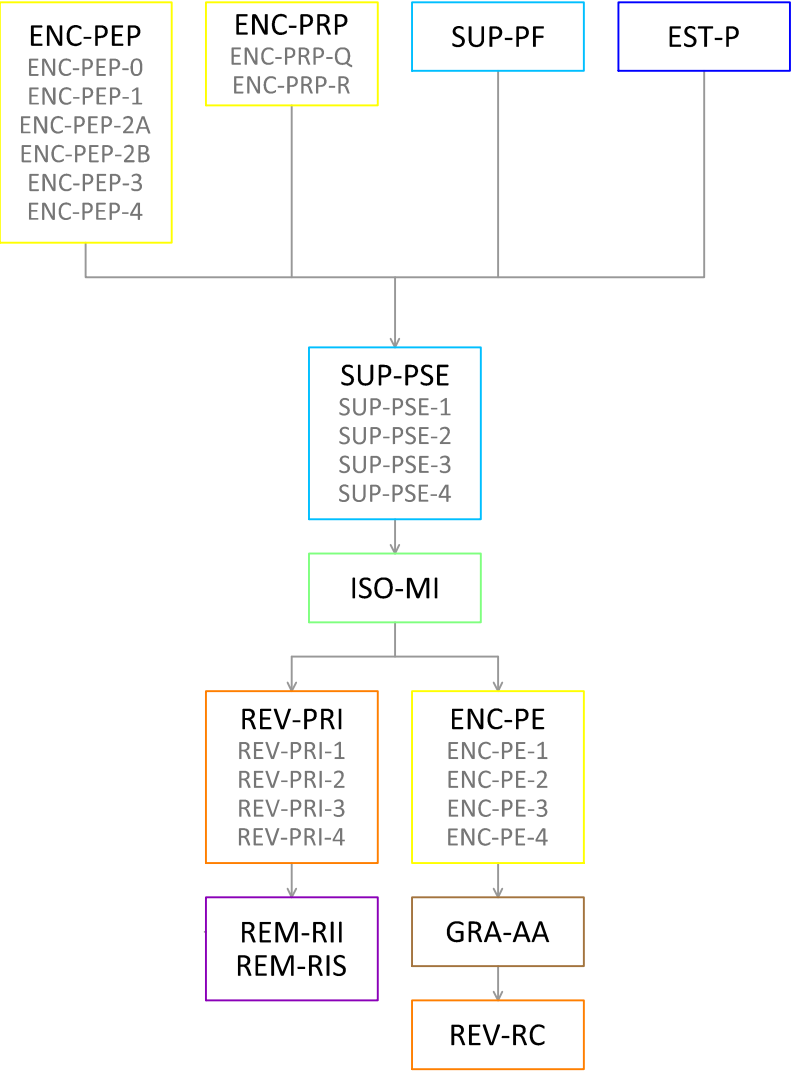 ENC-PEP
ENC-PEP-0
ENC-PEP-1
ENC-PEP-2A
ENC-PEP-2B
ENC-PEP-3
ENC-PEP-4
ENC-PRP
ENC-PRP-Q
ENC-PRP-R
SUP-PF
EST-P
SUP-PSE
SUP-PSE-1
SUP-PSE-2
SUP-PSE-3
SUP-PSE-4
ISO-MI
REV-PRI
REV-PRI-1
REV-PRI-2
REV-PRI-3
REV-PRI-4
ENC-PE
ENC-PE-1
ENC-PE-2
ENC-PE-3
ENC-PE-4
REM-RII
REM-RIS
GRA-AA
REV-RC